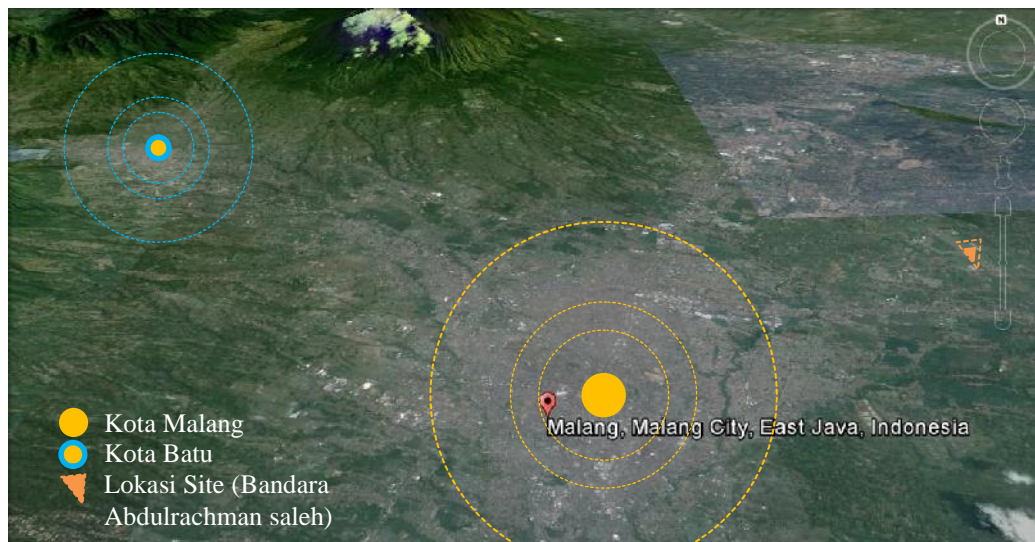 N
Malang, Malang City, East Java, Indonesia
Kota Malang
Kota Batu
Lokasi Site (Bandara
Abdulrachman saleh)